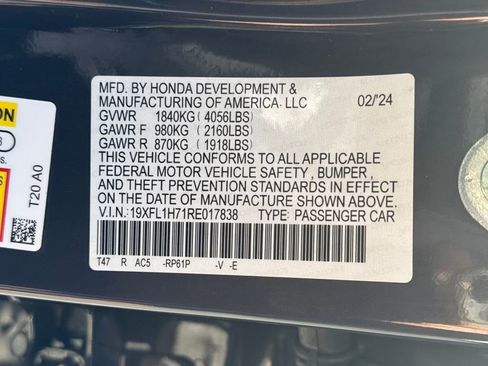 MFD. BY HONDA DEVELOPMENT &
MANUFACTURING OF AMERICA, LLC 02/'24
GVWR 1840KG ( 4056LBS)
GAWR F 980KG ( 2160LBS)
GAWR R 870KG ( 1918LBS)
THIS VEHICLE CONFORMS TO ALL APPLICABLE
FEDERAL MOTOR VEHICLE SAFETY , BUMPER ,
AND THEFT PREVENTION STANDARDS IN EFFECT
ON THE DATE OF MANUFACTURE SHOWN ABOVE.
V.I.N: 19XFL1H71RE017838 TYPE: PASSENGER CAR
T47 R AC5 -RP61P -V -E
T20 A0